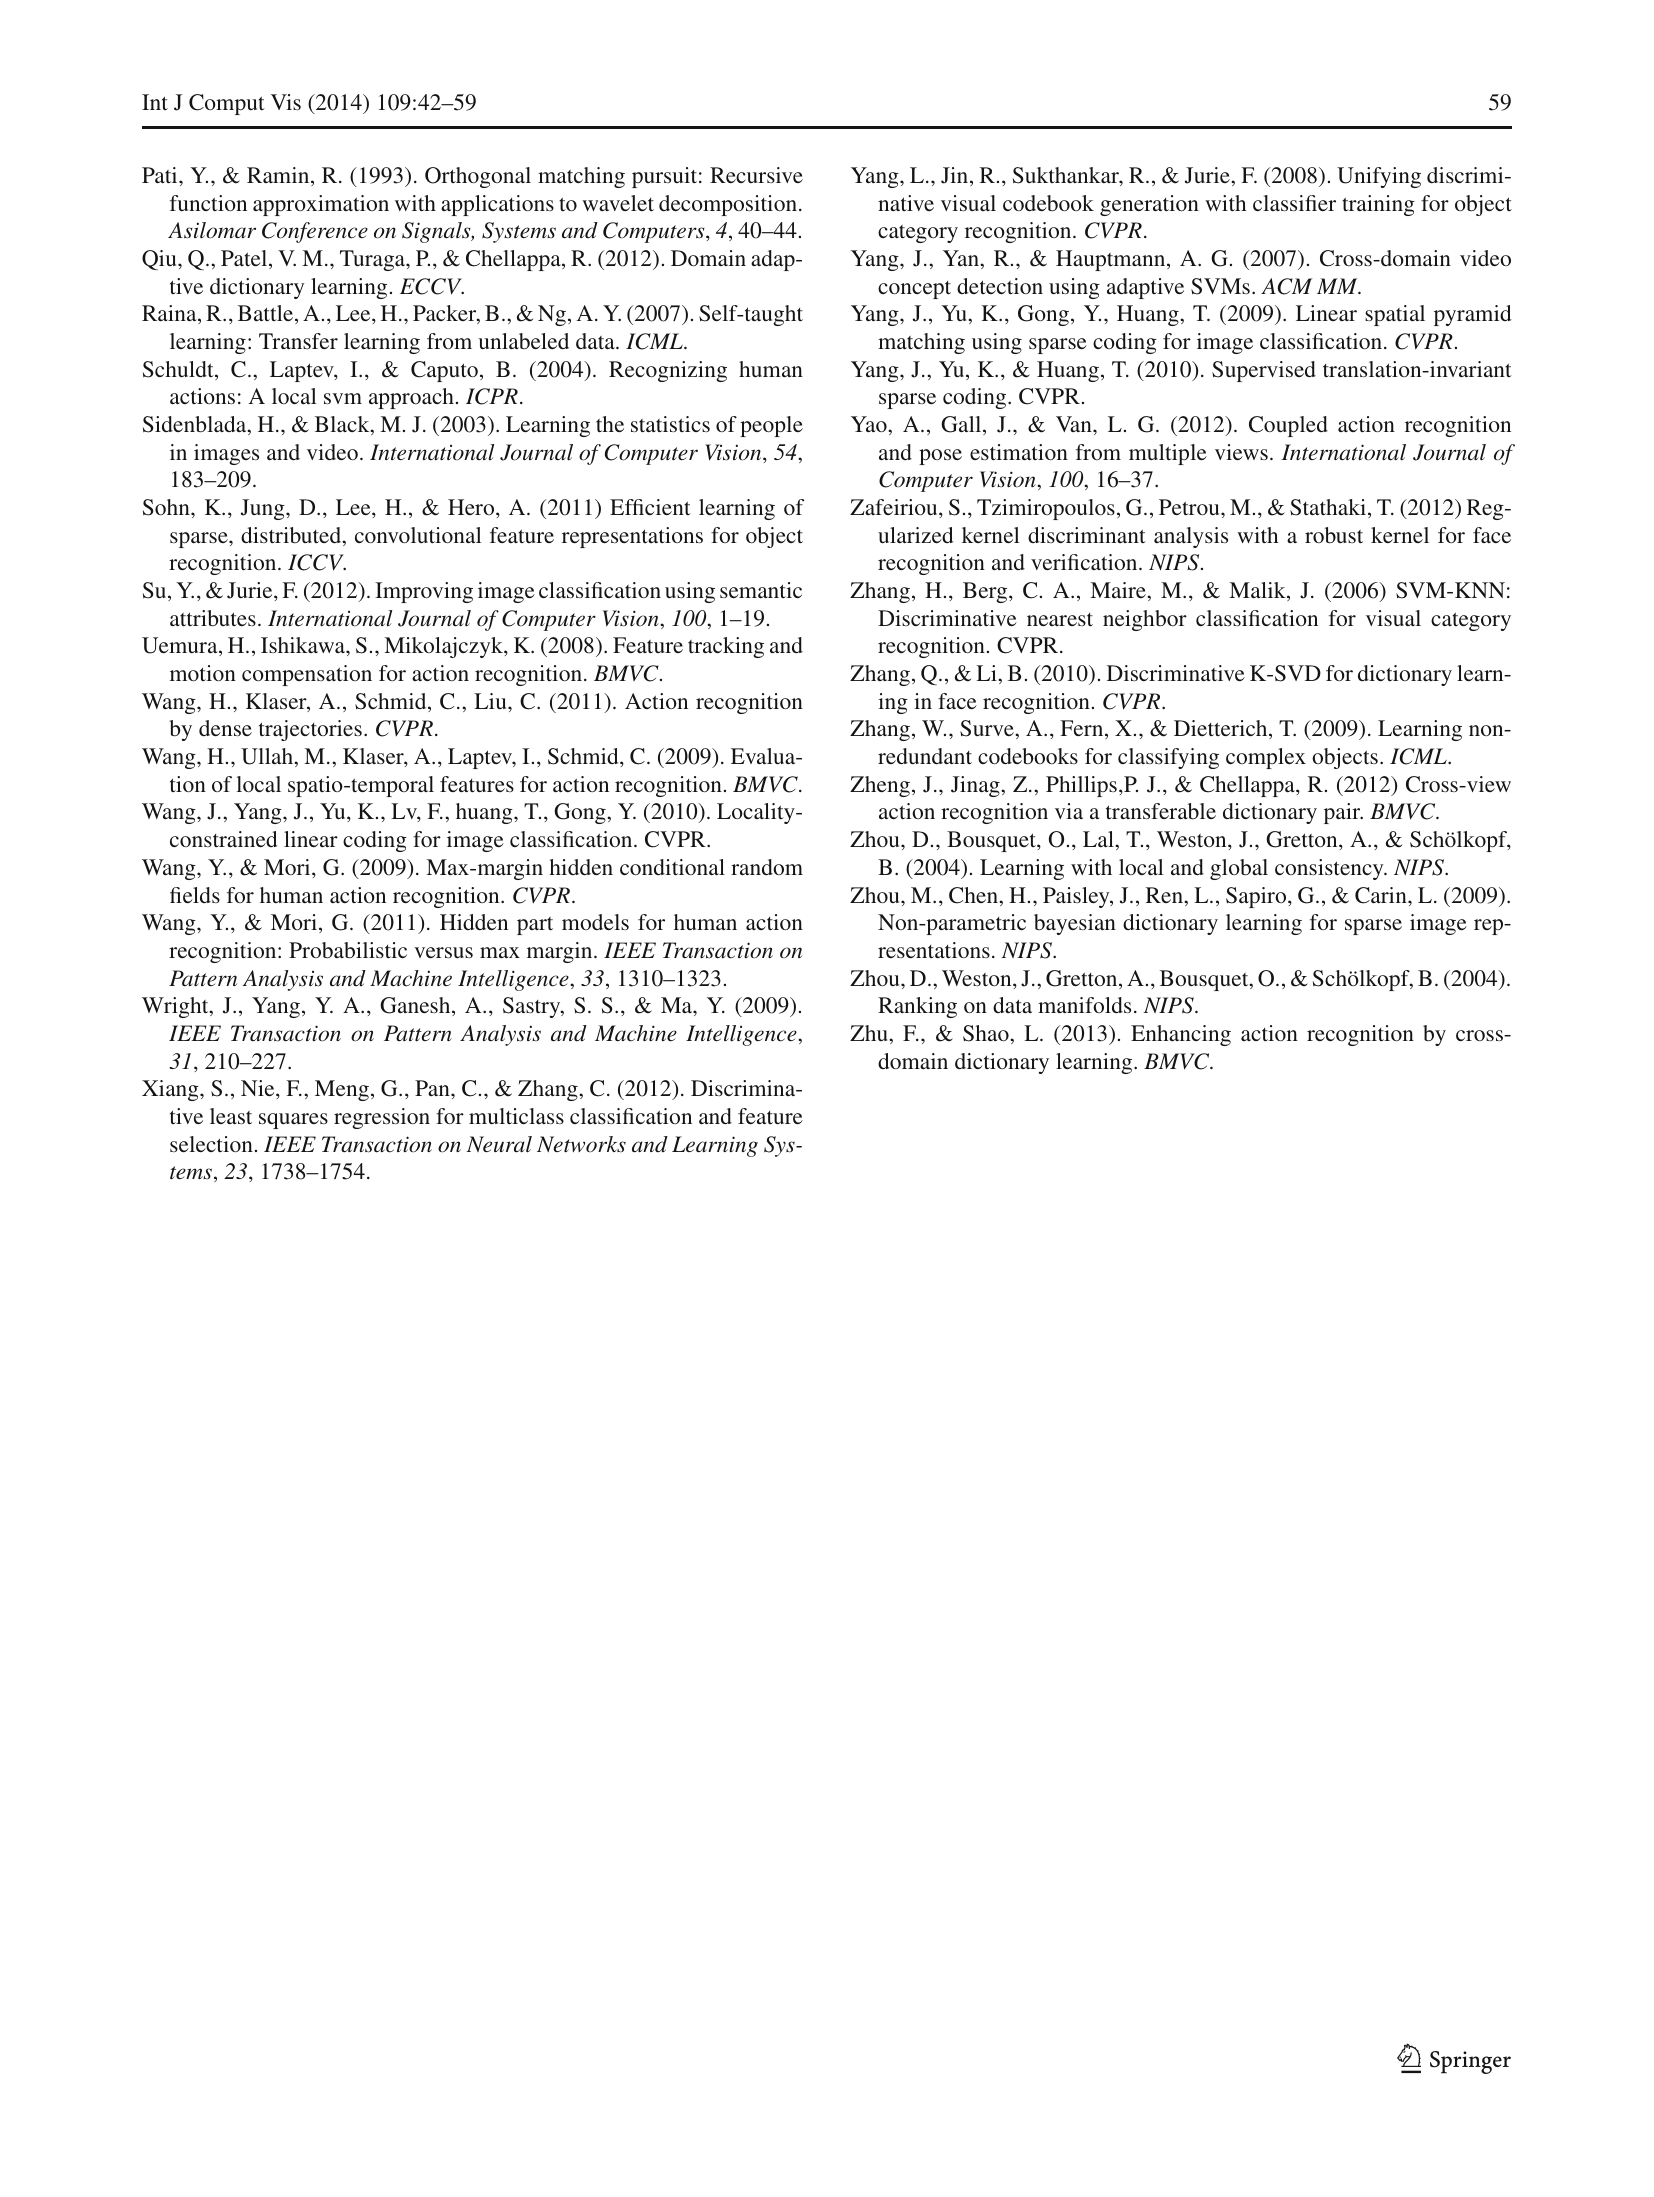 Int J Comput Vis (2014) 109:42–59
59
Pati, Y., & Ramin, R. (1993). Orthogonal matching pursuit: Recursive
function approximation with applications to wavelet decomposition.
Asilomar Conference on Signals, Systems and Computers, 4, 40–44.
Qiu, Q., Patel, V. M., Turaga, P., & Chellappa, R. (2012). Domain adap-
tive dictionary learning. ECCV.
Raina, R., Battle, A., Lee, H., Packer, B., & Ng, A. Y. (2007). Self-taught
learning: Transfer learning from unlabeled data. ICML.
Schuldt, C., Laptev, I., & Caputo, B. (2004). Recognizing human
actions: A local svm approach. ICPR.
Sidenblada, H., & Black, M. J. (2003). Learning the statistics of people
in images and video. International Journal of Computer Vision, 54,
183–209.
Sohn, K., Jung, D., Lee, H., & Hero, A. (2011) Efficient learning of
sparse, distributed, convolutional feature representations for object
recognition. ICCV.
Su, Y., & Jurie, F. (2012). Improving image classification using semantic
attributes. International Journal of Computer Vision, 100, 1–19.
Uemura, H., Ishikawa, S., Mikolajczyk, K. (2008). Feature tracking and
motion compensation for action recognition. BMVC.
Wang, H., Klaser, A., Schmid, C., Liu, C. (2011). Action recognition
by dense trajectories. CVPR.
Wang, H., Ullah, M., Klaser, A., Laptev, I., Schmid, C. (2009). Evalua-
tion of local spatio-temporal features for action recognition. BMVC.
Wang, J., Yang, J., Yu, K., Lv, F., huang, T., Gong, Y. (2010). Locality-
constrained linear coding for image classification. CVPR.
Wang, Y., & Mori, G. (2009). Max-margin hidden conditional random
fields for human action recognition. CVPR.
Wang, Y., & Mori, G. (2011). Hidden part models for human action
recognition: Probabilistic versus max margin. IEEE Transaction on
Pattern Analysis and Machine Intelligence, 33, 1310–1323.
Wright, J., Yang, Y. A., Ganesh, A., Sastry, S. S., & Ma, Y. (2009).
IEEE Transaction on Pattern Analysis and Machine Intelligence,
31, 210–227.
Xiang, S., Nie, F., Meng, G., Pan, C., & Zhang, C. (2012). Discrimina-
tive least squares regression for multiclass classification and feature
selection. IEEE Transaction on Neural Networks and Learning Sys-
tems, 23, 1738–1754.
Yang, L., Jin, R., Sukthankar, R., & Jurie, F. (2008). Unifying discrimi-
native visual codebook generation with classifier training for object
category recognition. CVPR.
Yang, J., Yan, R., & Hauptmann, A. G. (2007). Cross-domain video
concept detection using adaptive SVMs. ACM MM.
Yang, J., Yu, K., Gong, Y., Huang, T. (2009). Linear spatial pyramid
matching using sparse coding for image classification. CVPR.
Yang, J., Yu, K., & Huang, T. (2010). Supervised translation-invariant
sparse coding. CVPR.
Yao, A., Gall, J., & Van, L. G. (2012). Coupled action recognition
and pose estimation from multiple views. International Journal of
Computer Vision, 100, 16–37.
Zafeiriou, S., Tzimiropoulos, G., Petrou, M., & Stathaki, T. (2012) Reg-
ularized kernel discriminant analysis with a robust kernel for face
recognition and verification. NIPS.
Zhang, H., Berg, C. A., Maire, M., & Malik, J. (2006) SVM-KNN:
Discriminative nearest neighbor classification for visual category
recognition. CVPR.
Zhang, Q., & Li, B. (2010). Discriminative K-SVD for dictionary learn-
ing in face recognition. CVPR.
Zhang, W., Surve, A., Fern, X., & Dietterich, T. (2009). Learning non-
redundant codebooks for classifying complex objects. ICML.
Zheng, J., Jinag, Z., Phillips,P. J., & Chellappa, R. (2012) Cross-view
action recognition via a transferable dictionary pair. BMVC.
Zhou, D., Bousquet, O., Lal, T., Weston, J., Gretton, A., & Schölkopf,
B. (2004). Learning with local and global consistency. NIPS.
Zhou, M., Chen, H., Paisley, J., Ren, L., Sapiro, G., & Carin, L. (2009).
Non-parametric bayesian dictionary learning for sparse image rep-
resentations. NIPS.
Zhou, D., Weston, J., Gretton, A., Bousquet, O., & Schölkopf, B. (2004).
Ranking on data manifolds. NIPS.
Zhu, F., & Shao, L. (2013). Enhancing action recognition by cross-
domain dictionary learning. BMVC.
Springer